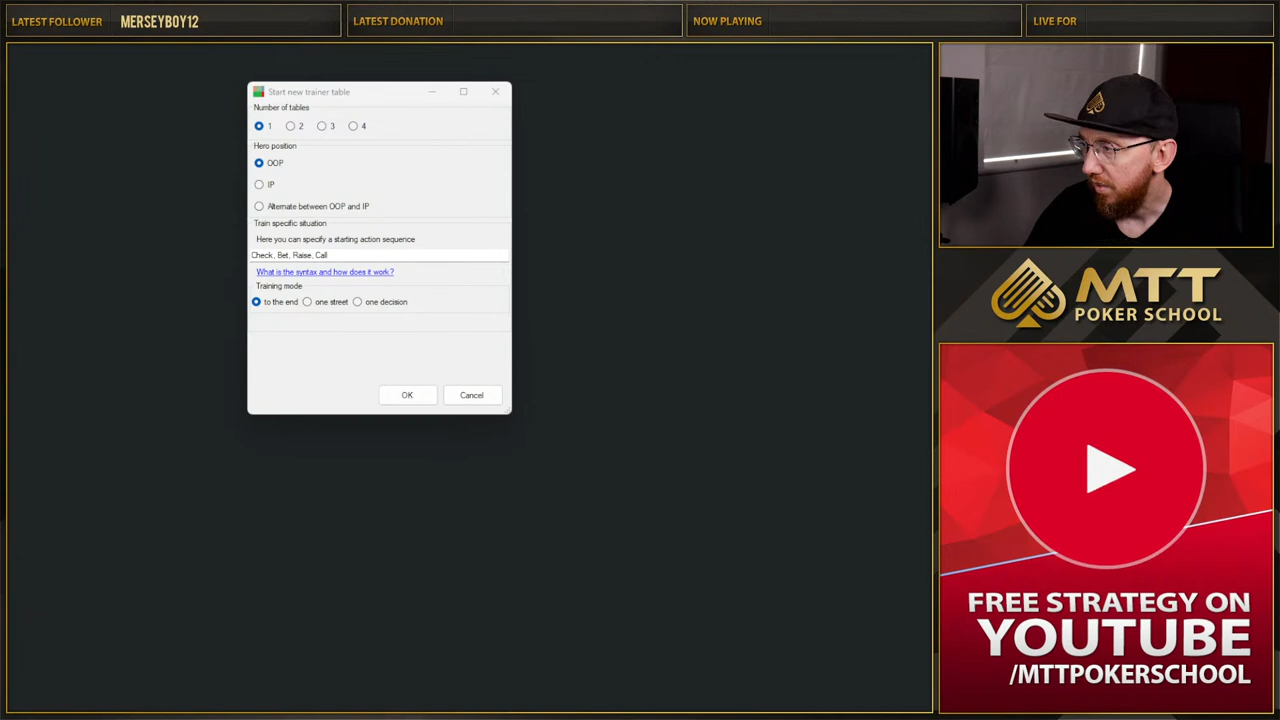 LATEST FOLLOWER MERSEYBOY12
LATEST DONATION
NOW PLAYING
LIVE FOR
Start new trainer table
Number of tables
1 2 3 4
Hero position
OOP
IP
Alternate between OOP and IP
Train specific situation
Here you can specify a starting action sequence
Check, Bet, Raise, Call
What is the syntax and how does it work?
Training mode
to the end one street one decision
OK Cancel
MTT
POKER SCHOOL
FREE STRATEGY ON
YOUTUBE
/MTTPOKERSCHOOL